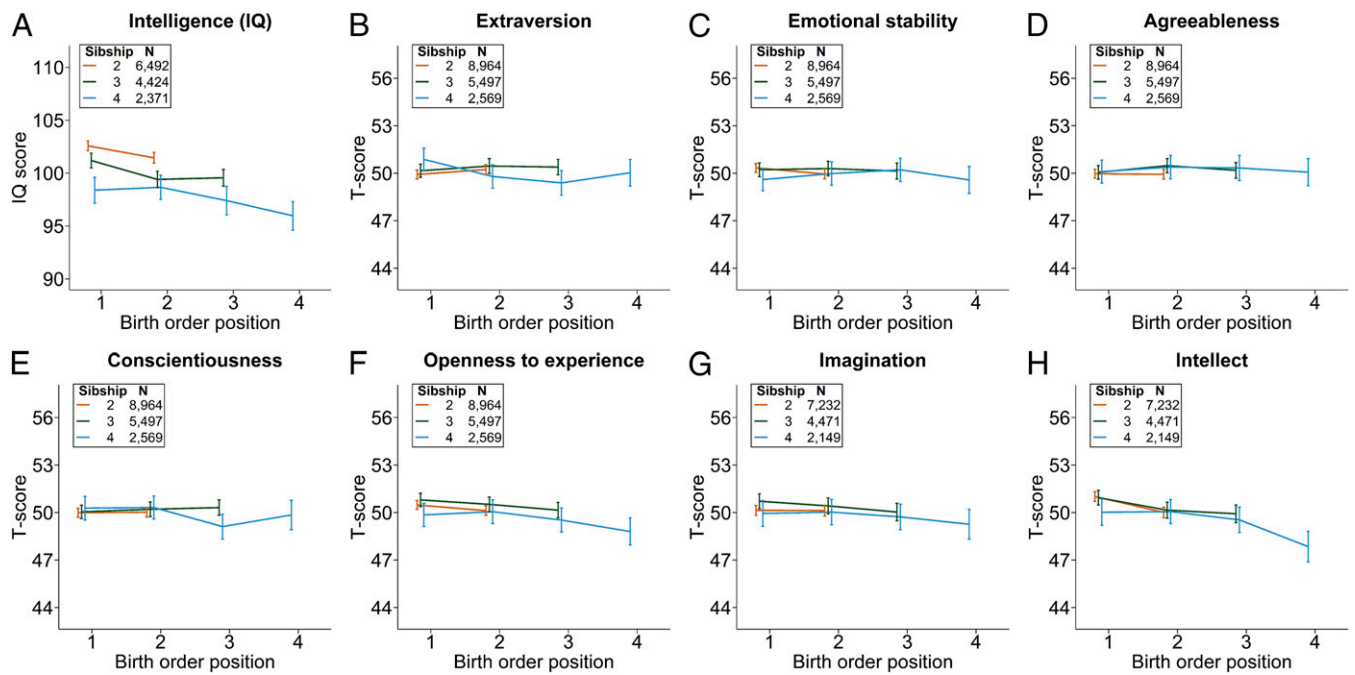 A Intelligence (IQ)
Sibship N
2 6,492
3 4,424
4 2,371
110
105
100
95
90
IQ score
1 2 3 4
Birth order position
B Extraversion
Sibship N
2 8,964
3 5,497
4 2,569
56
53
50
47
44
T-score
1 2 3 4
Birth order position
C Emotional stability
Sibship N
2 8,964
3 5,497
4 2,569
56
53
50
47
44
T-score
1 2 3 4
Birth order position
D Agreeableness
Sibship N
2 8,964
3 5,497
4 2,569
56
53
50
47
44
T-score
1 2 3 4
Birth order position
E Conscientiousness
Sibship N
2 8,964
3 5,497
4 2,569
56
53
50
47
44
T-score
1 2 3 4
Birth order position
F Openness to experience
Sibship N
2 8,964
3 5,497
4 2,569
56
53
50
47
44
T-score
1 2 3 4
Birth order position
G Imagination
Sibship N
2 7,232
3 4,471
4 2,149
56
53
50
47
44
T-score
1 2 3 4
Birth order position
H Intellect
Sibship N
2 7,232
3 4,471
4 2,149
56
53
50
47
44
T-score
1 2 3 4
Birth order position